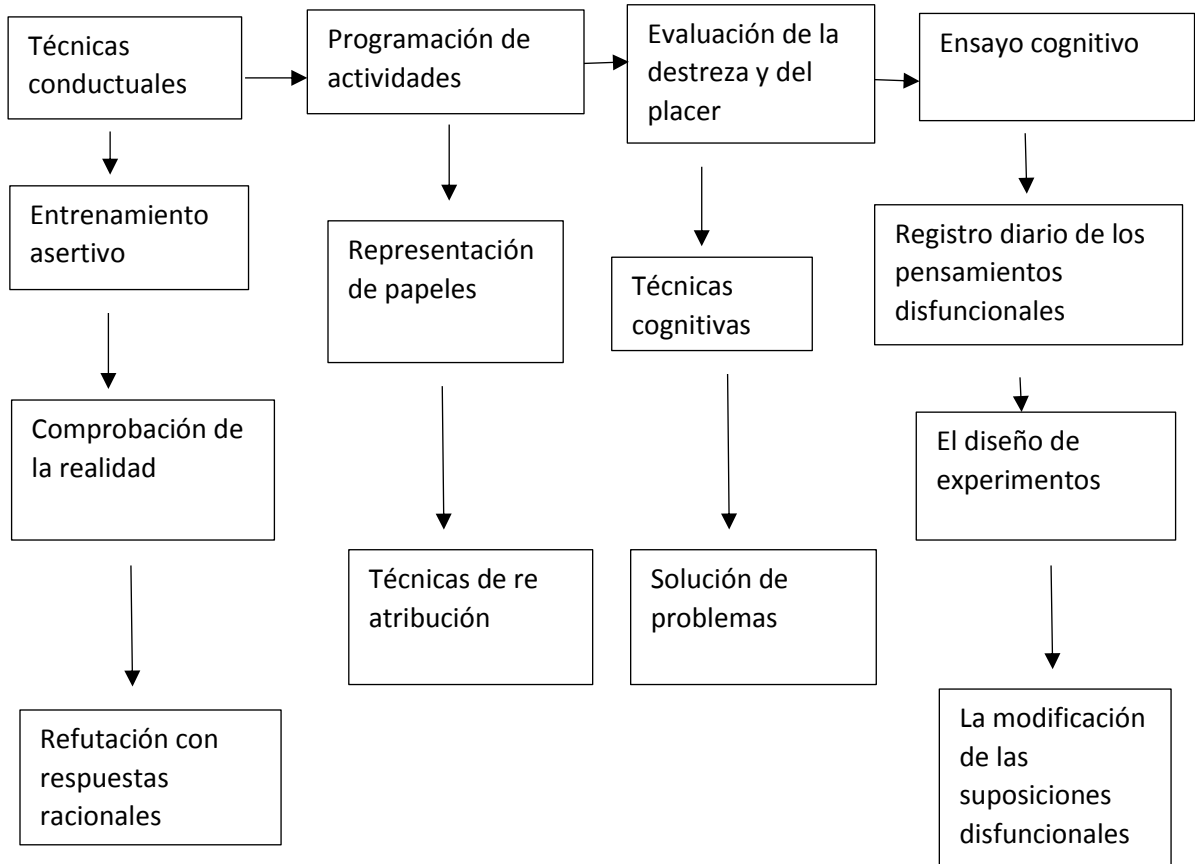 Técnicas
conductuales
Programación de
actividades
Evaluación de la
destreza y del
placer
Ensayo cognitivo
Entrenamiento
asertivo
Representación
de papeles
Técnicas
cognitivas
Registro diario de los
pensamientos
disfuncionales
Comprobación de
la realidad
Técnicas de re
atribución
Solución de
problemas
El diseño de
experimentos
Refutación con
respuestas
racionales
La modificación
de las
suposiciones
disfuncionales